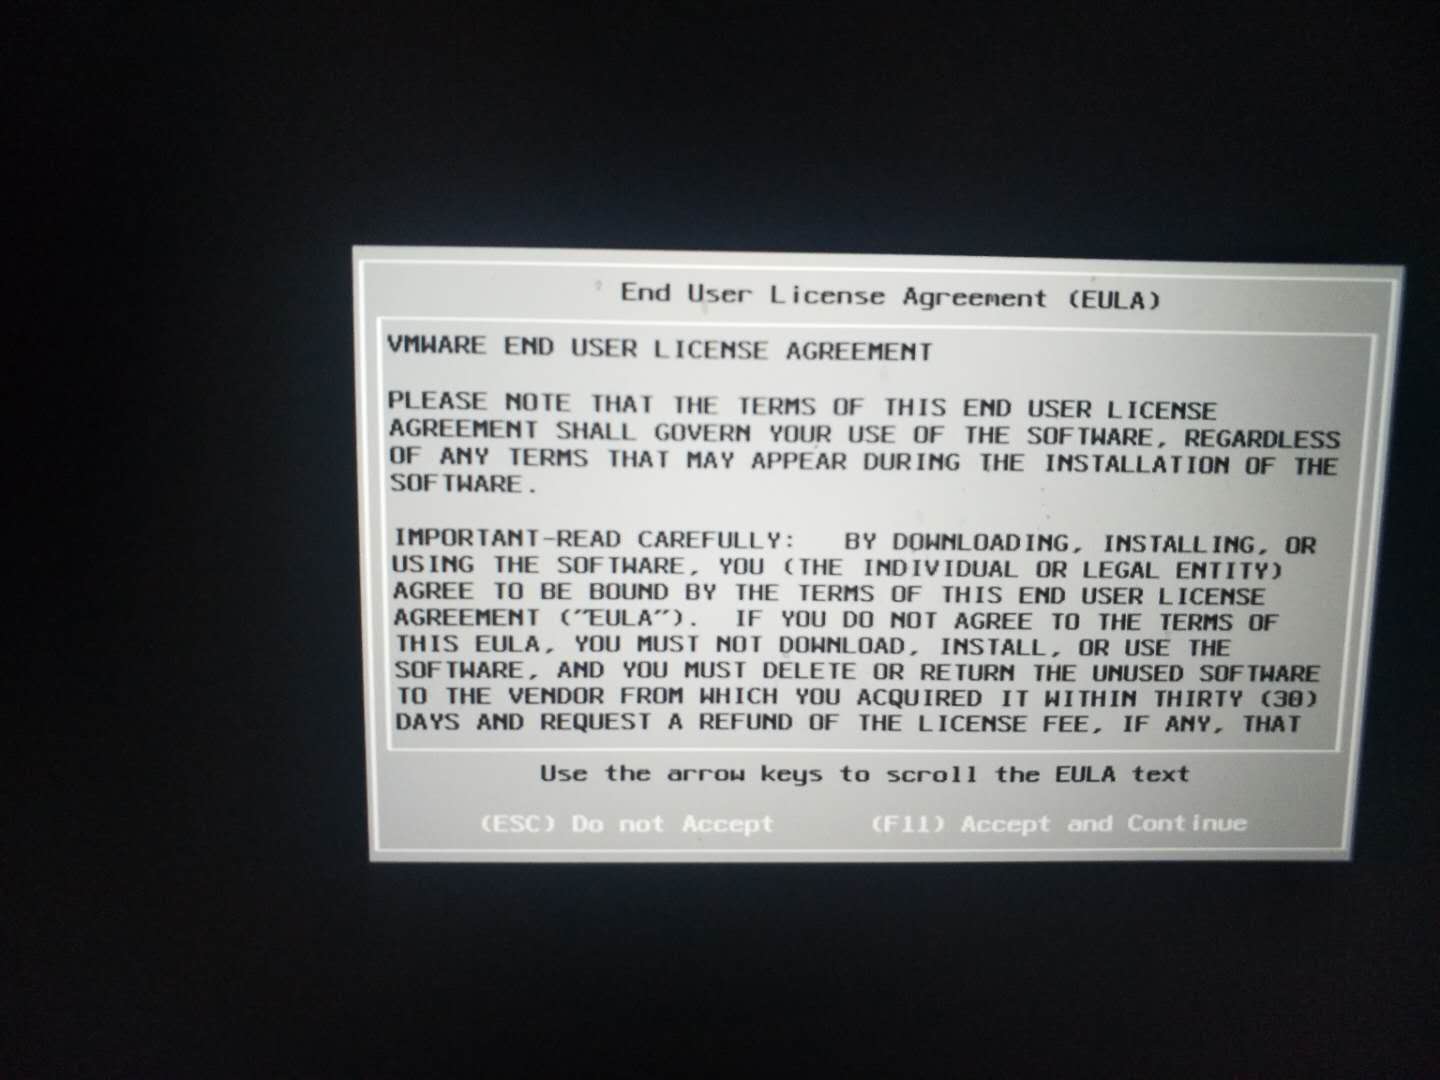 End User License Agreement (EULA)
VMWARE END USER LICENSE AGREEMENT
PLEASE NOTE THAT THE TERMS OF THIS END USER LICENSE
AGREEMENT SHALL GOVERN YOUR USE OF THE SOFTWARE, REGARDLESS
OF ANY TERMS THAT MAY APPEAR DURING THE INSTALLATION OF THE
SOFTWARE.
IMPORTANT-READ CAREFULLY:   BY DOWNLOADING, INSTALLING, OR
USING THE SOFTWARE, YOU (THE INDIVIDUAL OR LEGAL ENTITY)
AGREE TO BE BOUND BY THE TERMS OF THIS END USER LICENSE
AGREEMENT ("EULA").  IF YOU DO NOT AGREE TO THE TERMS OF
THIS EULA, YOU MUST NOT DOWNLOAD, INSTALL, OR USE THE
SOFTWARE, AND YOU MUST DELETE OR RETURN THE UNUSED SOFTWARE
TO THE VENDOR FROM WHICH YOU ACQUIRED IT WITHIN THIRTY (30)
DAYS AND REQUEST A REFUND OF THE LICENSE FEE, IF ANY, THAT
Use the arrow keys to scroll the EULA text
(ESC) Do not Accept (F11) Accept and Continue